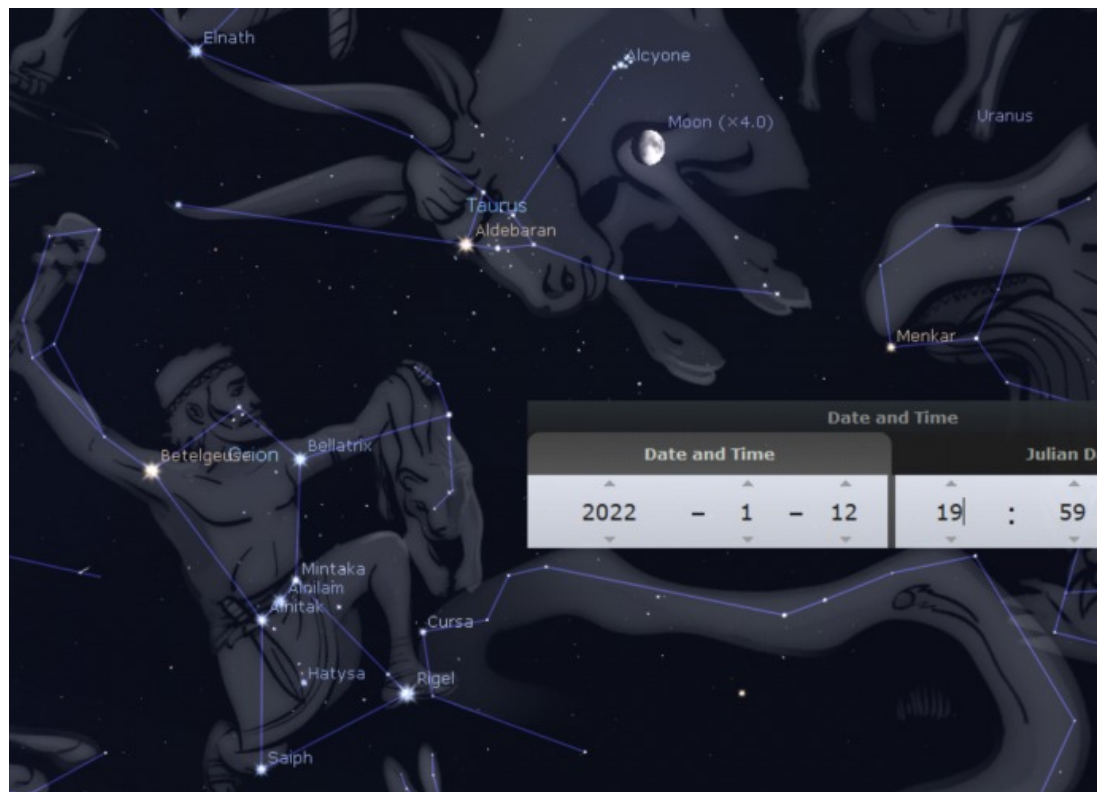 Elnath
Alcyone
Moon (×4.0)
Uranus
Taurus
Aldebaran
Menkar
Date and Time
Date and Time
Julian D
Betelgeuse
Orion
Bellatrix
2022 – 1 – 12
19 : 59
Mintaka
Alnilam
Alnitak
Cursa
Hatysa
Rigel
Saiph